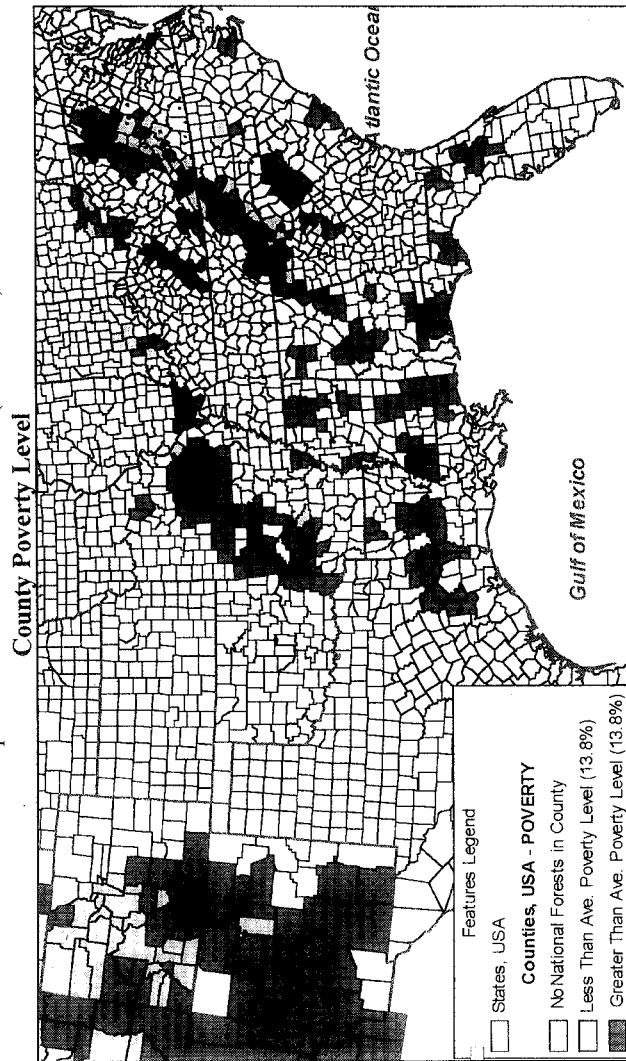 County Poverty Level
Atlantic Ocea
Gulf of Mexico
Features Legend
States, USA
Counties, USA - POVERTY
No National Forests in County
Less Than Ave. Poverty Level (13.8%)
Greater Than Ave. Poverty Level (13.8%)